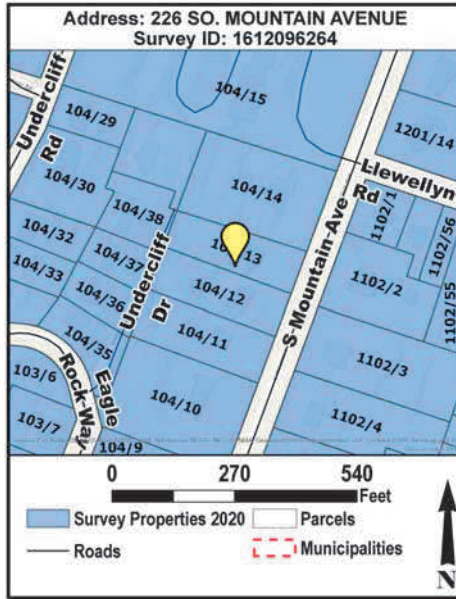 Address: 226 SO. MOUNTAIN AVENUE
Survey ID: 1612096264
104/15
Undercliff
Rd
104/29
1201/14
Llewellyn
Rd
104/30
104/14
104/38
1102/1
1102/56
S-Mountain Ave
104/32
104/37
104/33
104/12
1102/2
1102/55
Undercliff
Dr
104/36
104/11
104/35
1102/3
103/6
Rock-Way
Eagle
104/10
1102/4
103/7
104/9
0 270 540
Feet
Survey Properties 2020
Parcels
Roads
Municipalities
N